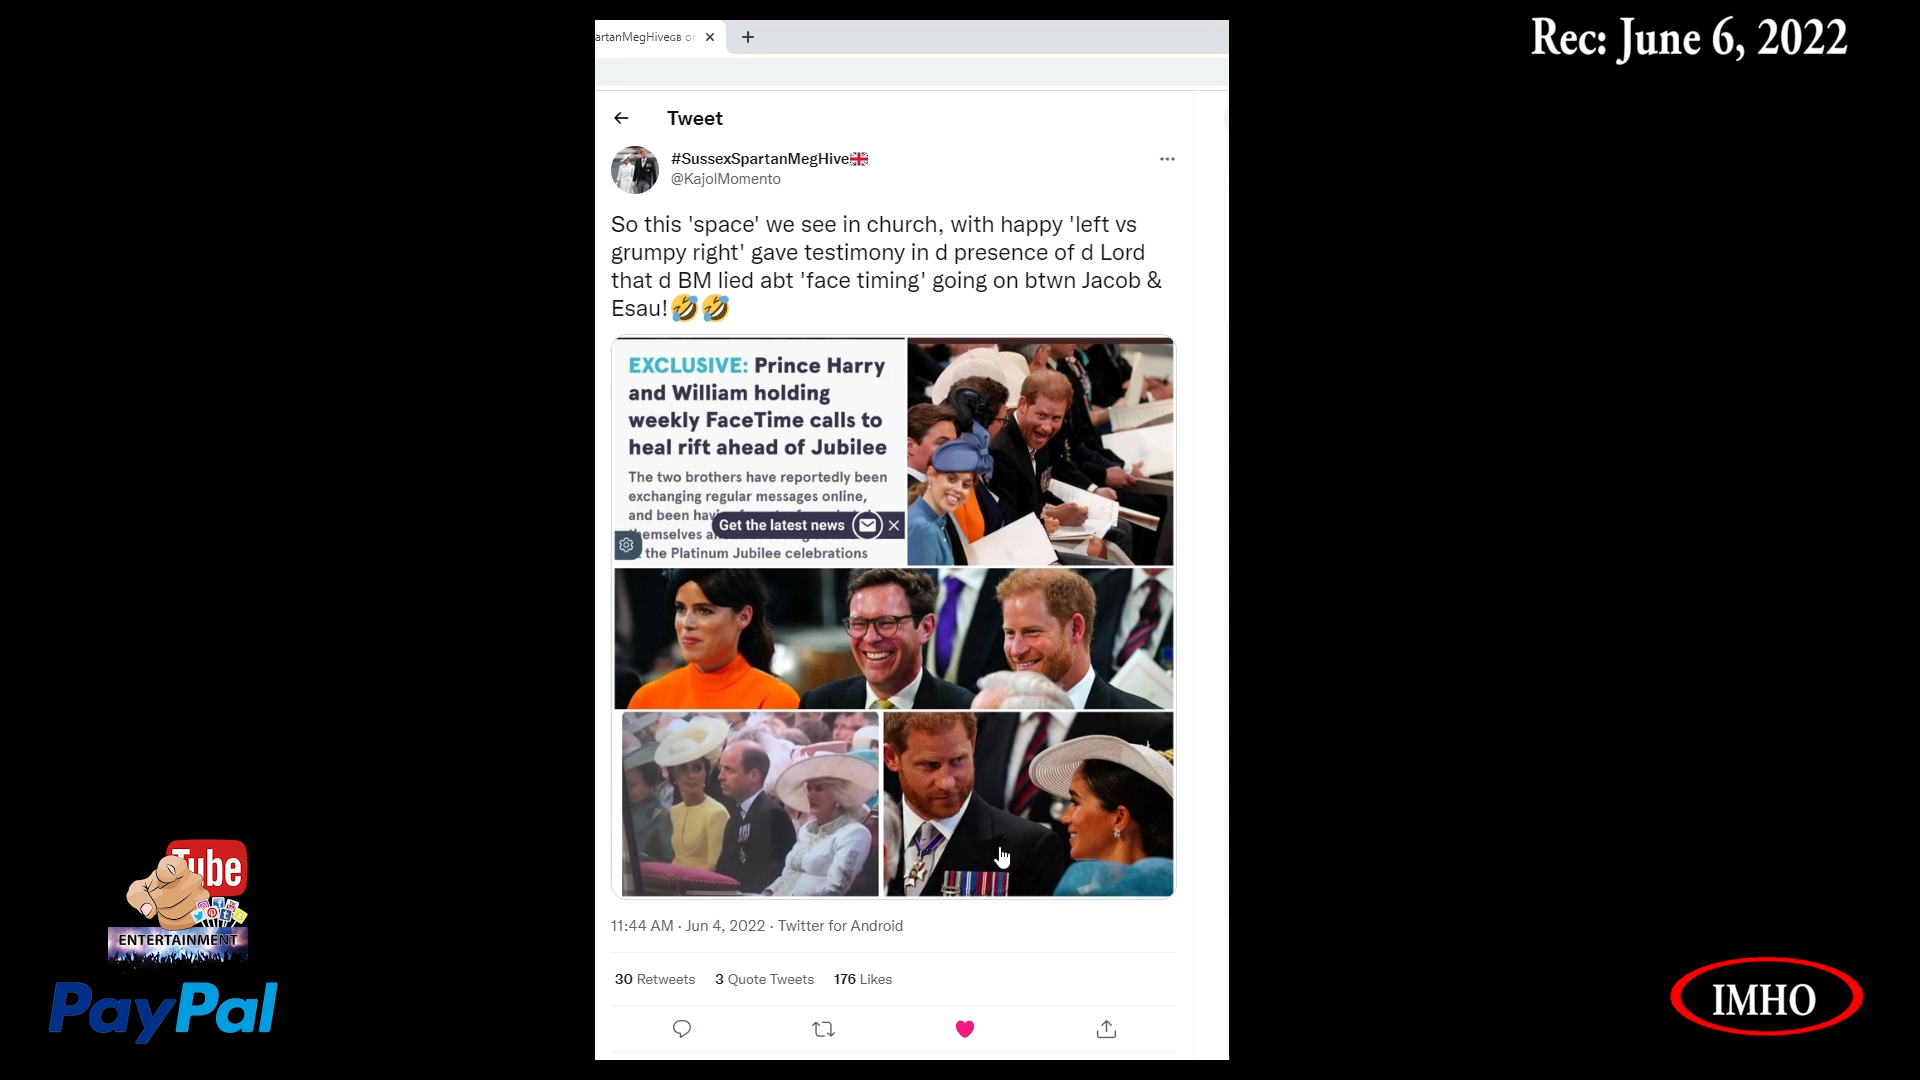 artanMegHiveGB
Rec: June 6, 2022
Tweet
#SussexSpartanMegHive🇬🇧
@KajolMomento
So this 'space' we see in church, with happy 'left vs
grumpy right' gave testimony in d presence of d Lord
that d BM lied abt 'face timing' going on btwn Jacob &
Esau!🤣🤣
EXCLUSIVE: Prince Harry
and William holding
weekly FaceTime calls to
heal rift ahead of Jubilee
The two brothers have reportedly been
exchanging regular messages online,
and been
Get the latest news
the Platinum Jubilee celebrations
11:44 AM · Jun 4, 2022 · Twitter for Android
30 Retweets 3 Quote Tweets 176 Likes
Tube
ENTERTAINMENT
PayPal
IMHO